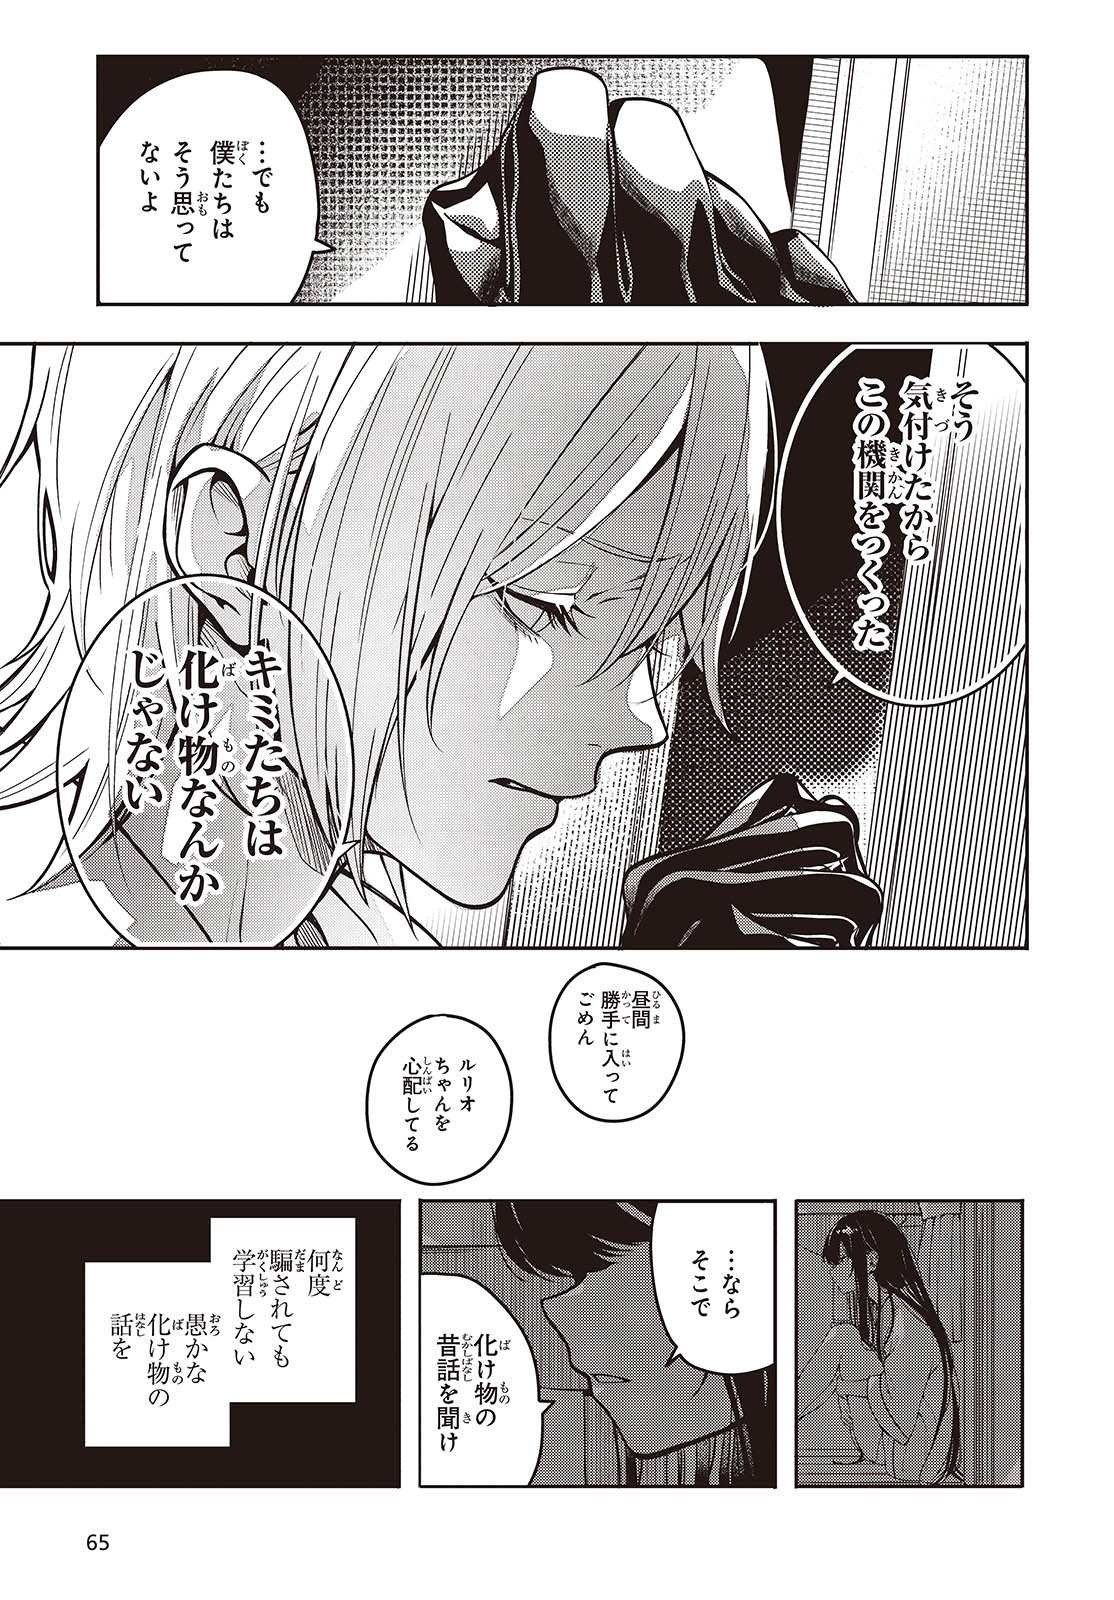 …でも
僕たちは
そう思って
ないよ
そう
気付けたから
この機関をつくった
キミたちは
化け物なんか
じゃない
昼間
勝手に入って
ごめん
ルリオ
ちゃんを
心配してる
…なら
そこで
化け物の
昔話を聞け
何度
騙されても
学習しない
愚かな
化け物の
話を
65